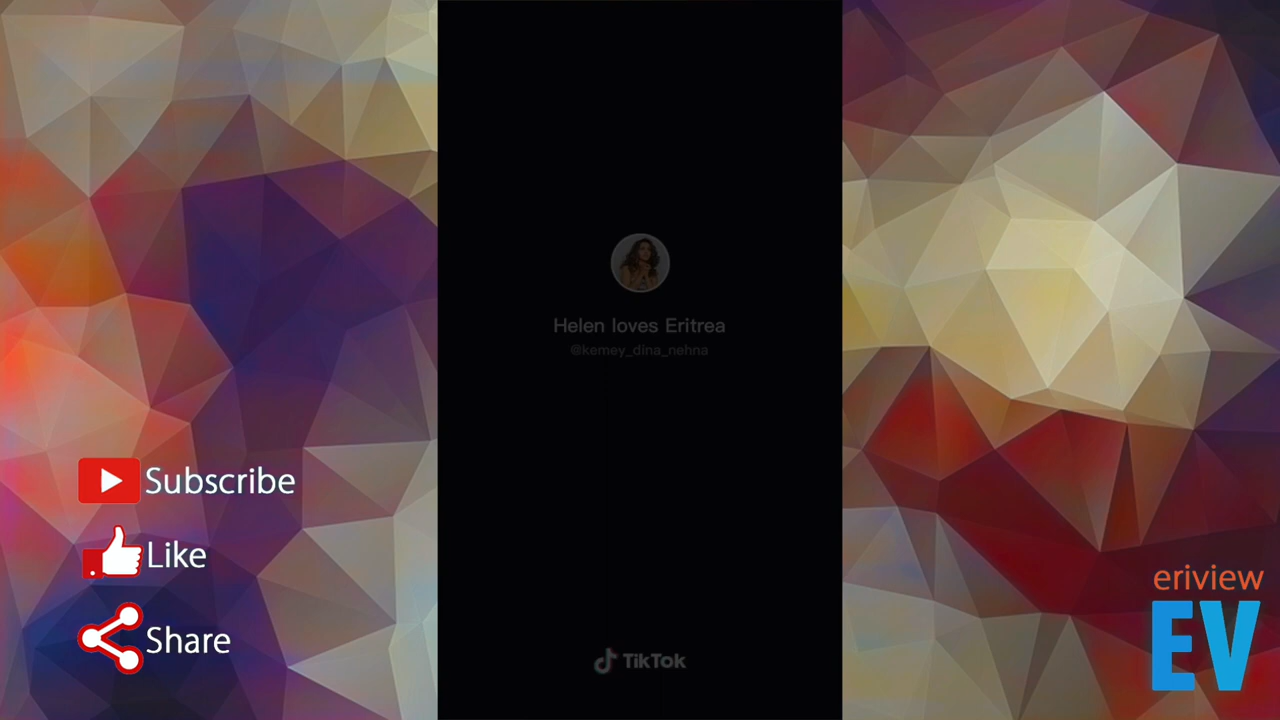 Helen loves Eritrea
@kemey_dina_nehna
TikTok
Subscribe
Like
Share
eriview
EV